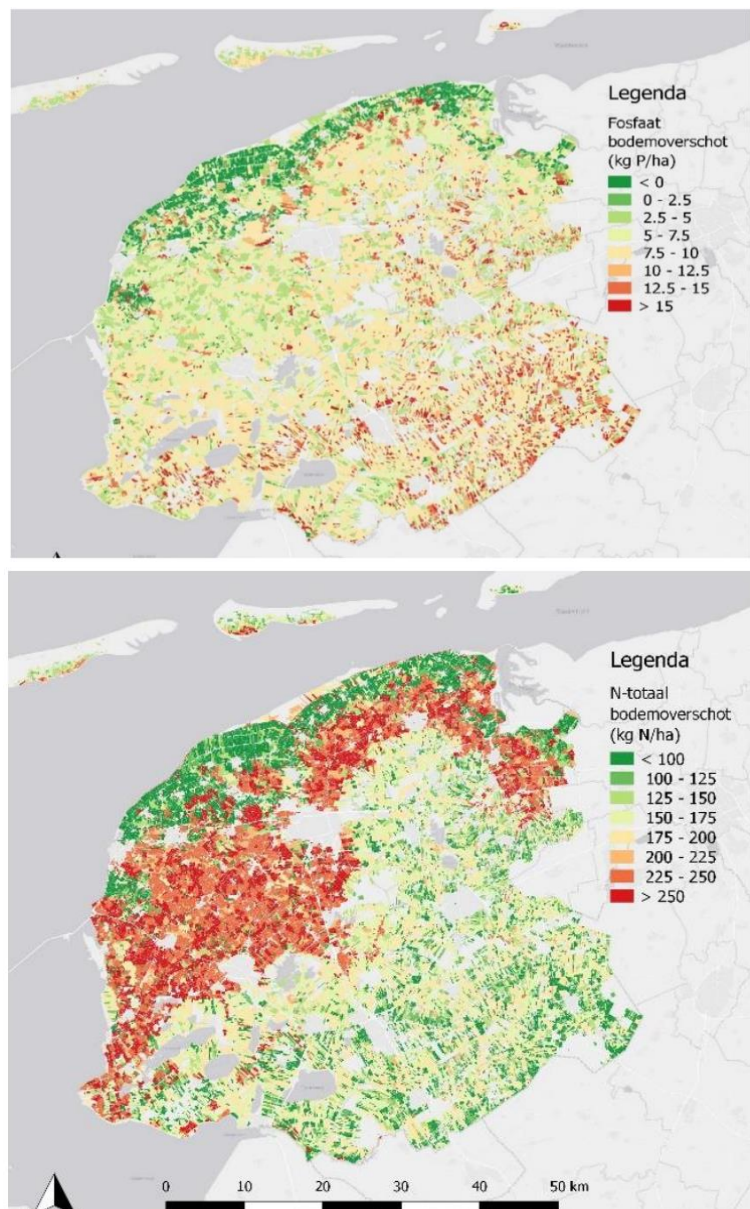 Legenda
Fosfaat
bodemoverschot
(kg P/ha)
< 0
0 - 2.5
2.5 - 5
5 - 7.5
7.5 - 10
10 - 12.5
12.5 - 15
> 15
Legenda
N-totaal
bodemoverschot
(kg N/ha)
< 100
100 - 125
125 - 150
150 - 175
175 - 200
200 - 225
225 - 250
> 250
0 10 20 30 40 50 km